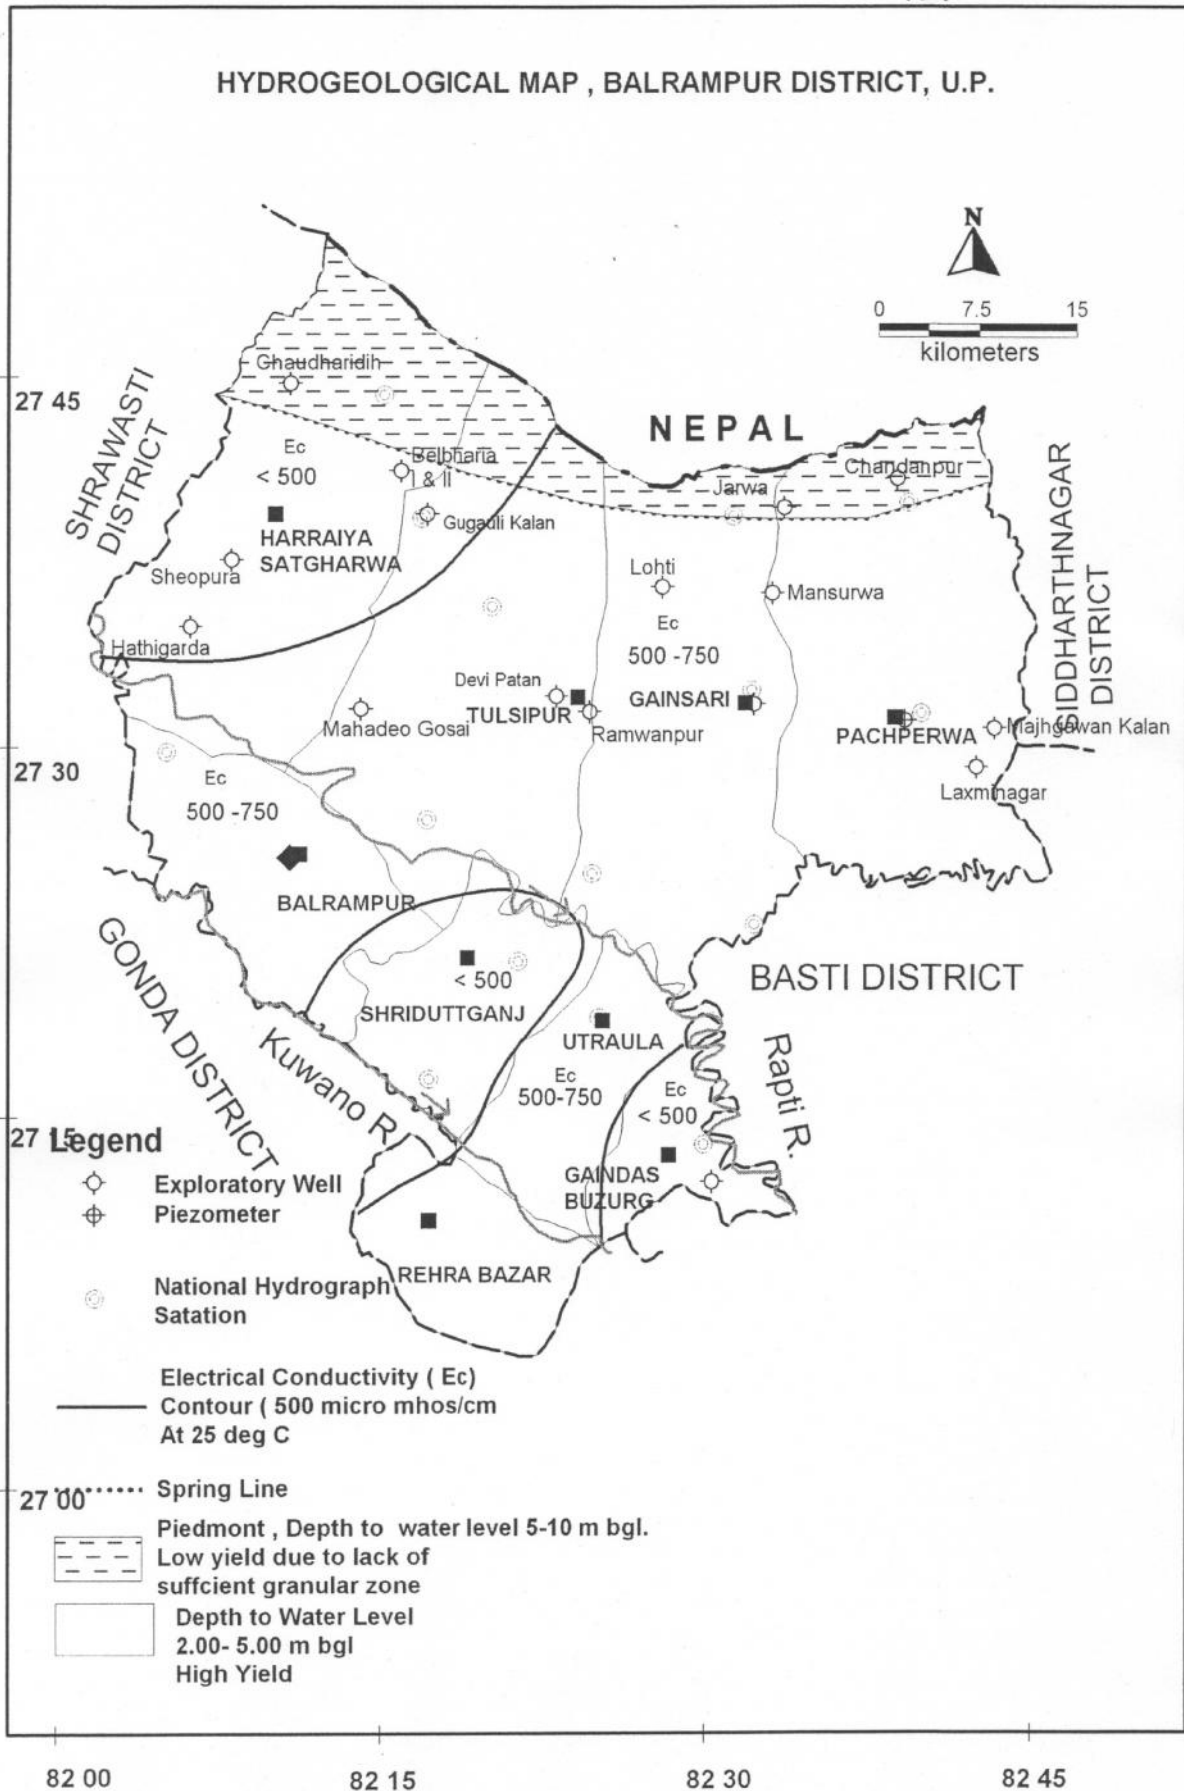 HYDROGEOLOGICAL MAP , BALRAMPUR DISTRICT, U.P.
N
0 7.5 15
kilometers
27 45
SHRAWASTI
DISTRICT
Ghaudharidih
NEPAL
Ec
< 500
Belbharia
I & II
Jarwa
Chandanpur
HARRAIYA
SATGHARWA
Gugauli Kalan
Sheopura
Lohti
Mansurwa
SIDDHARTHNAGAR
DISTRICT
Hathigarda
Ec
500 -750
Devi Patan
TULSIPUR
GAINSARI
Mahadeo Gosai
Ramwanpur
PACHPERWA
Majhgawan Kalan
27 30
Ec
500 -750
Laxminagar
BALRAMPUR
GONDA DISTRICT
< 500
SHRIDUTTGANJ
BASTI DISTRICT
Kuwano R.
UTRAULA
Rapti R.
Ec
500-750
Ec
< 500
27 15
GAINDAS
BUZURG
REHRA BAZAR
Legend
Exploratory Well
Piezometer
National Hydrograph
Satation
Electrical Conductivity ( Ec)
Contour ( 500 micro mhos/cm
At 25 deg C
27 00
Spring Line
Piedmont , Depth to water level 5-10 m bgl.
Low yield due to lack of
suffcient granular zone
Depth to Water Level
2.00- 5.00 m bgl
High Yield
82 00 82 15 82 30 82 45